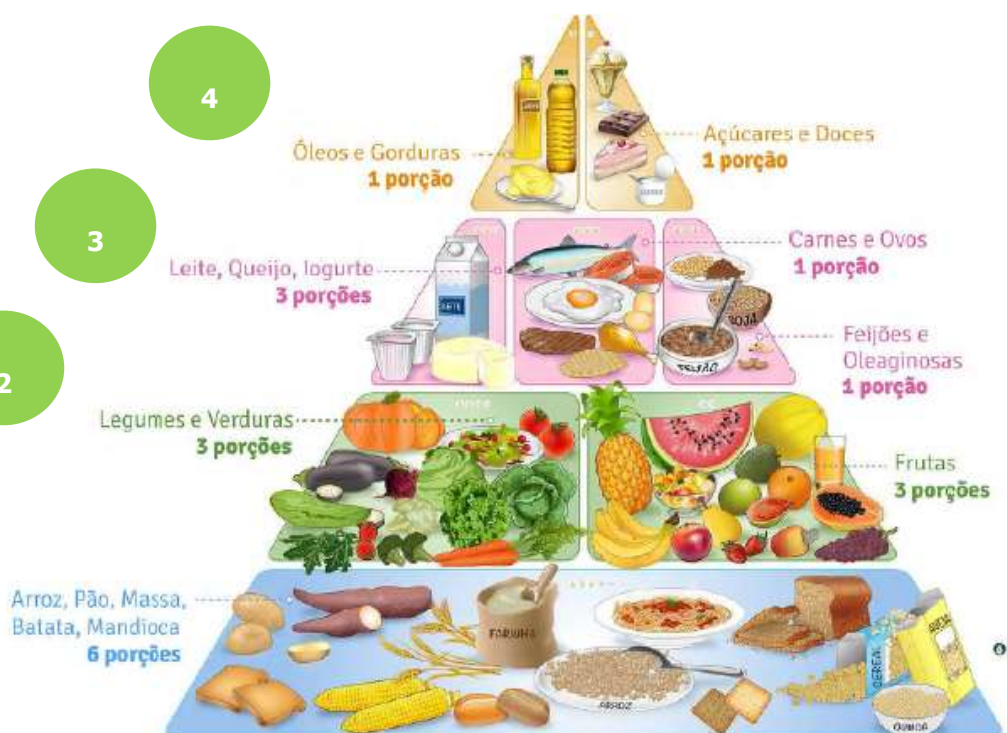 4
Óleos e Gorduras
1 porção
Açúcares e Doces
1 porção
3
Leite, Queijo, Iogurte
3 porções
Carnes e Ovos
1 porção
LEITE
SOJA
FEIJÃO
Feijões e
Oleaginosas
1 porção
2
Legumes e Verduras
3 porções
Frutas
3 porções
Arroz, Pão, Massa,
Batata, Mandioca
6 porções
FARINHA
ARROZ
CEREAL
AVEIA
QUINOA